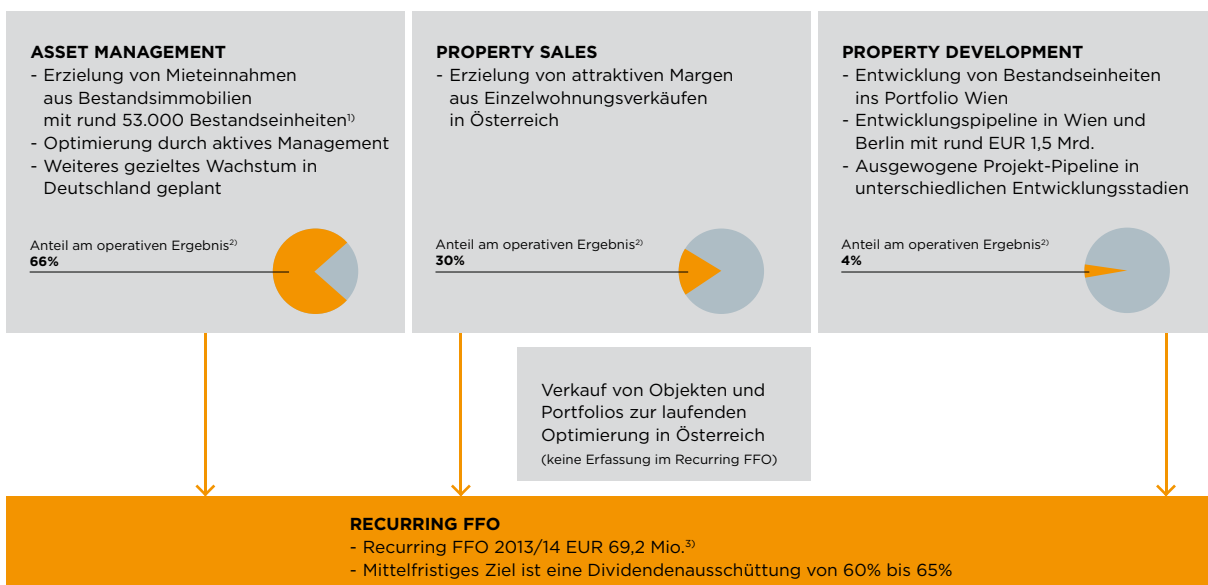 ASSET MANAGEMENT
- Erzielung von Mieteinnahmen
aus Bestandsimmobilien
mit rund 53.000 Bestandseinheiten1)
- Optimierung durch aktives Management
- Weiteres gezieltes Wachstum in
Deutschland geplant
Anteil am operativen Ergebnis2)
66%
PROPERTY SALES
- Erzielung von attraktiven Margen
aus Einzelwohnungsverkäufen
in Österreich
Anteil am operativen Ergebnis2)
30%
PROPERTY DEVELOPMENT
- Entwicklung von Bestandseinheiten
ins Portfolio Wien
- Entwicklungspipeline in Wien und
Berlin mit rund EUR 1,5 Mrd.
- Ausgewogene Projekt-Pipeline in
unterschiedlichen Entwicklungsstadien
Anteil am operativen Ergebnis2)
4%
Verkauf von Objekten und
Portfolios zur laufenden
Optimierung in Österreich
(keine Erfassung im Recurring FFO)
RECURRING FFO
- Recurring FFO 2013/14 EUR 69,2 Mio.3)
- Mittelfristiges Ziel ist eine Dividendenausschüttung von 60% bis 65%